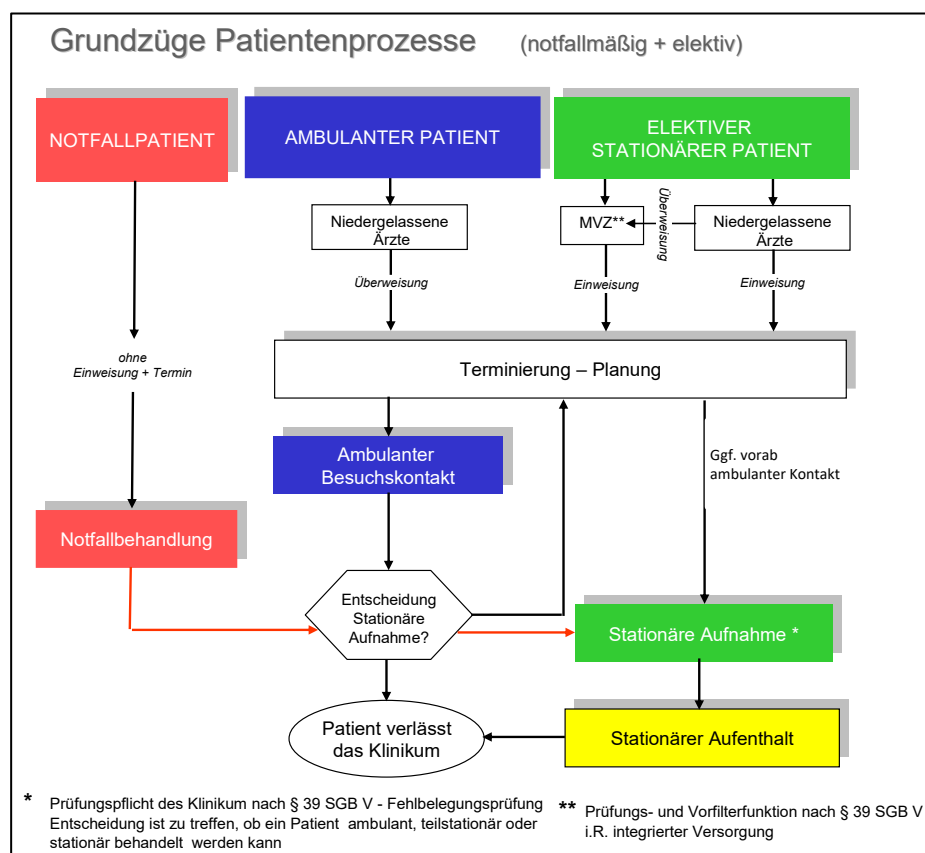 Grundzüge Patientenprozesse (notfallmäßig + elektiv)
NOTFALLPATIENT
AMBULANTER PATIENT
ELEKTIVER
STATIONÄRER PATIENT
Niedergelassene
Ärzte
MVZ**
Überweisung
Niedergelassene
Ärzte
Überweisung
Einweisung
Einweisung
ohne
Einweisung + Termin
Terminierung – Planung
Ambulanter
Besuchskontakt
Ggf. vorab
ambulanter Kontakt
Notfallbehandlung
Entscheidung
Stationäre
Aufnahme?
Stationäre Aufnahme *
Patient verlässt
das Klinikum
Stationärer Aufenthalt
* Prüfungspflicht des Klinikum nach § 39 SGB V - Fehlbelegungsprüfung
Entscheidung ist zu treffen, ob ein Patient ambulant, teilstationär oder
stationär behandelt werden kann
** Prüfungs- und Vorfilterfunktion nach § 39 SGB V
i.R. integrierter Versorgung